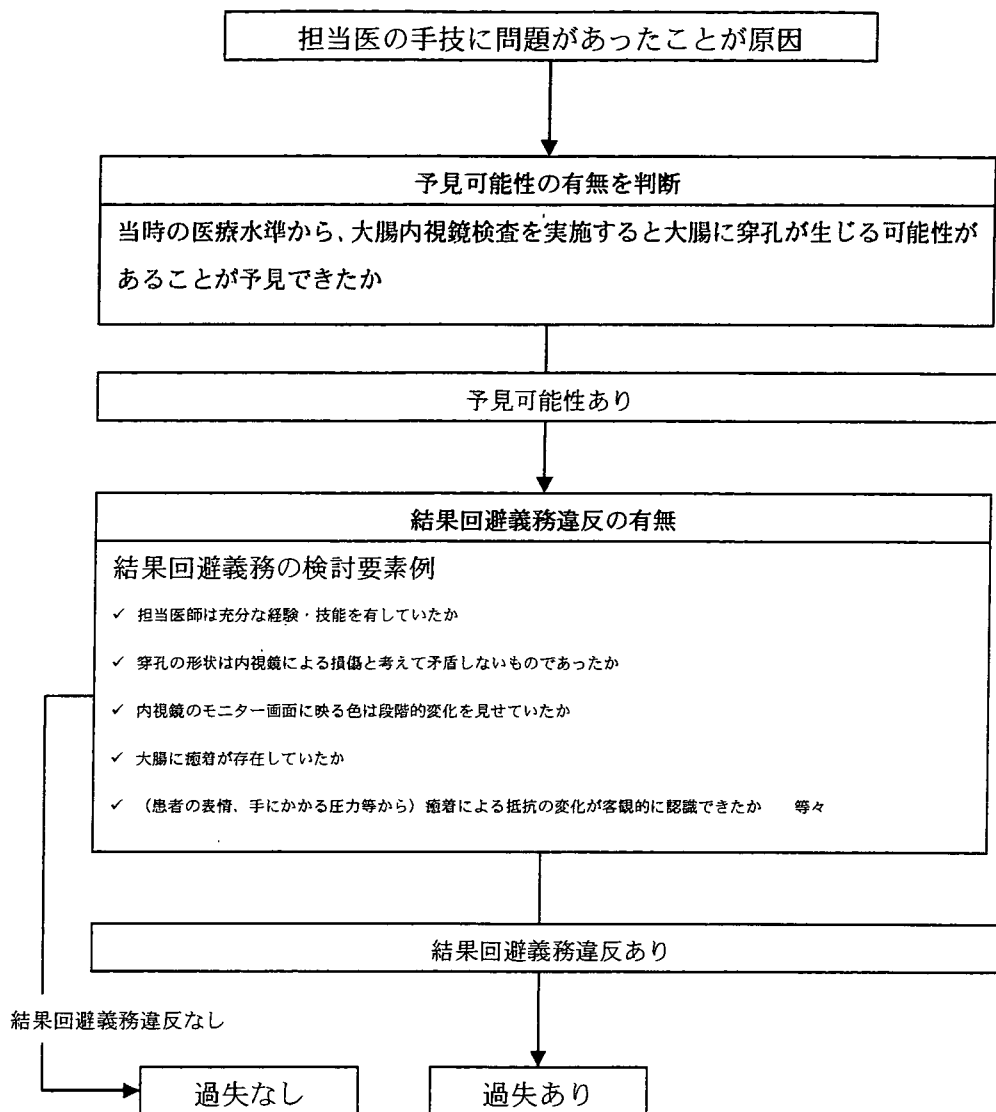 担当医の手技に問題があったことが原因
予見可能性の有無を判断
当時の医療水準から、大腸内視鏡検査を実施すると大腸に穿孔が生じる可能性が
あることが予見できたか
予見可能性あり
結果回避義務違反の有無
結果回避義務の検討要素例
✓ 担当医師は充分な経験・技能を有していたか
✓ 穿孔の形状は内視鏡による損傷と考えて矛盾しないものであったか
✓ 内視鏡のモニター画面に映る色は段階的変化を見せていたか
✓ 大腸に癒着が存在していたか
✓ （患者の表情、手にかかる圧力等から）癒着による抵抗の変化が客観的に認識できたか 等々
結果回避義務違反あり
結果回避義務違反なし
過失なし 過失あり